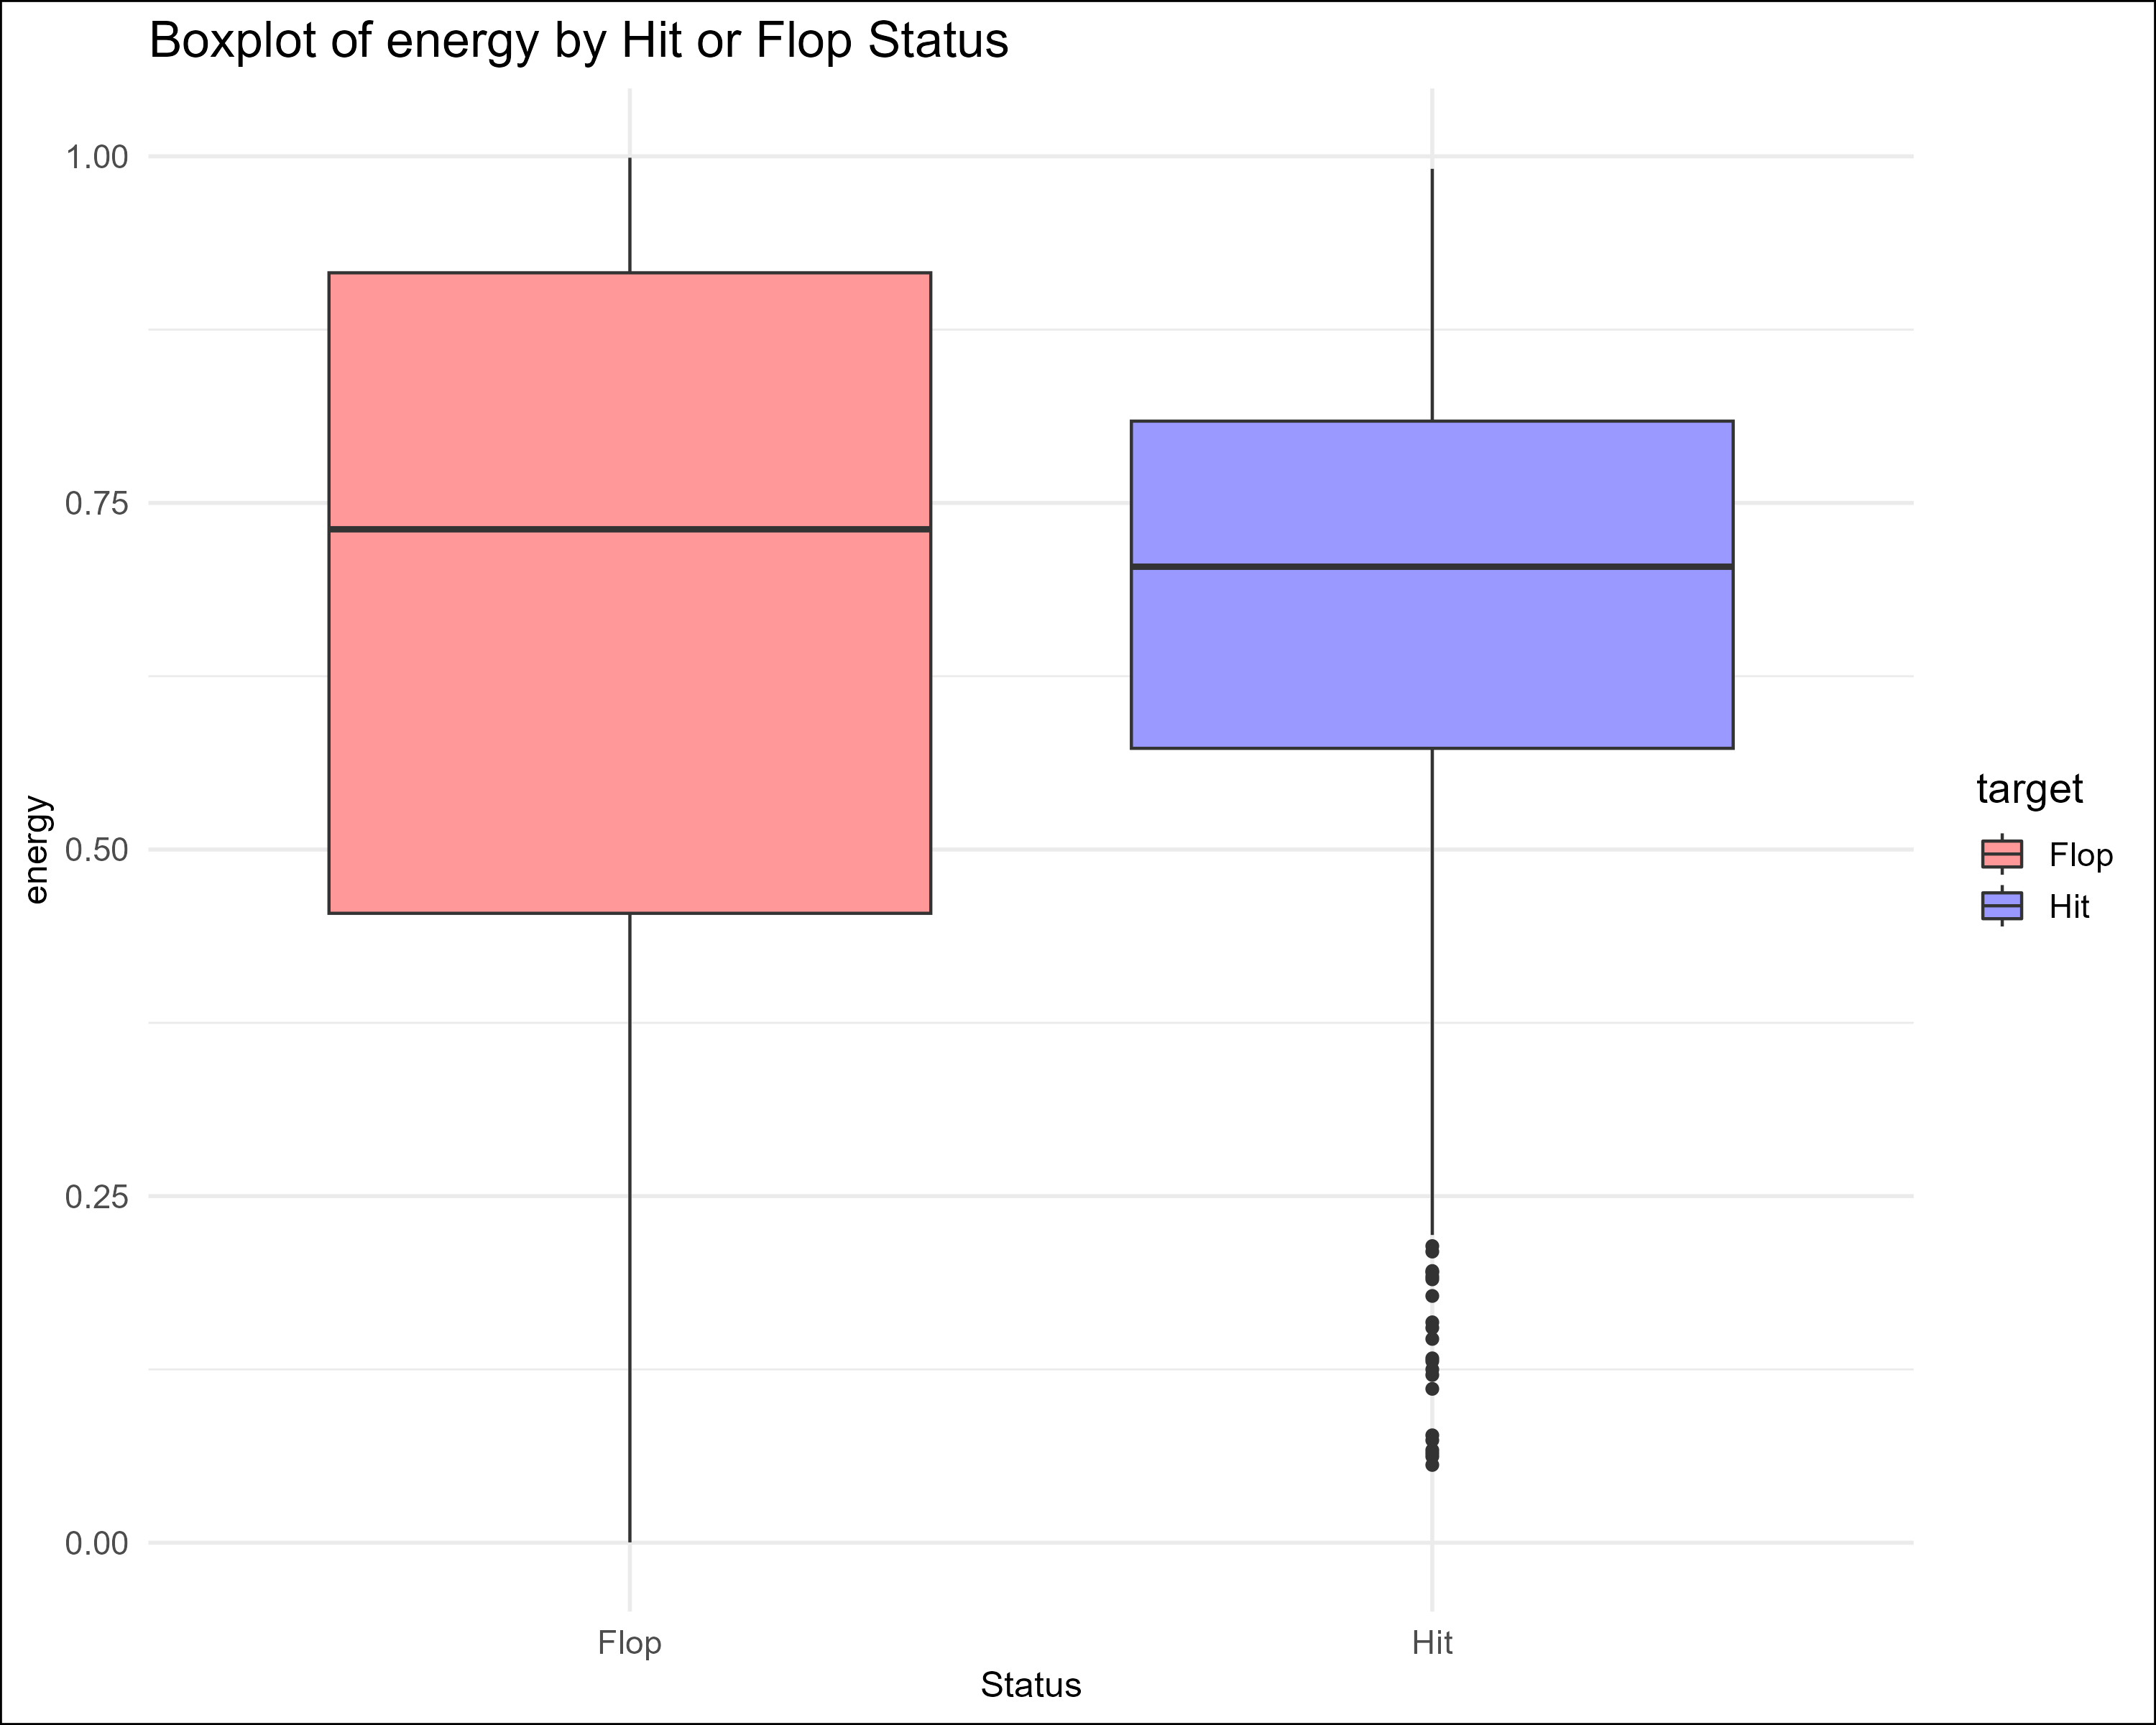 Boxplot of energy by Hit or Flop Status
1.00
0.75
0.50
0.25
0.00
energy
Flop
Hit
Status
target
Flop
Hit